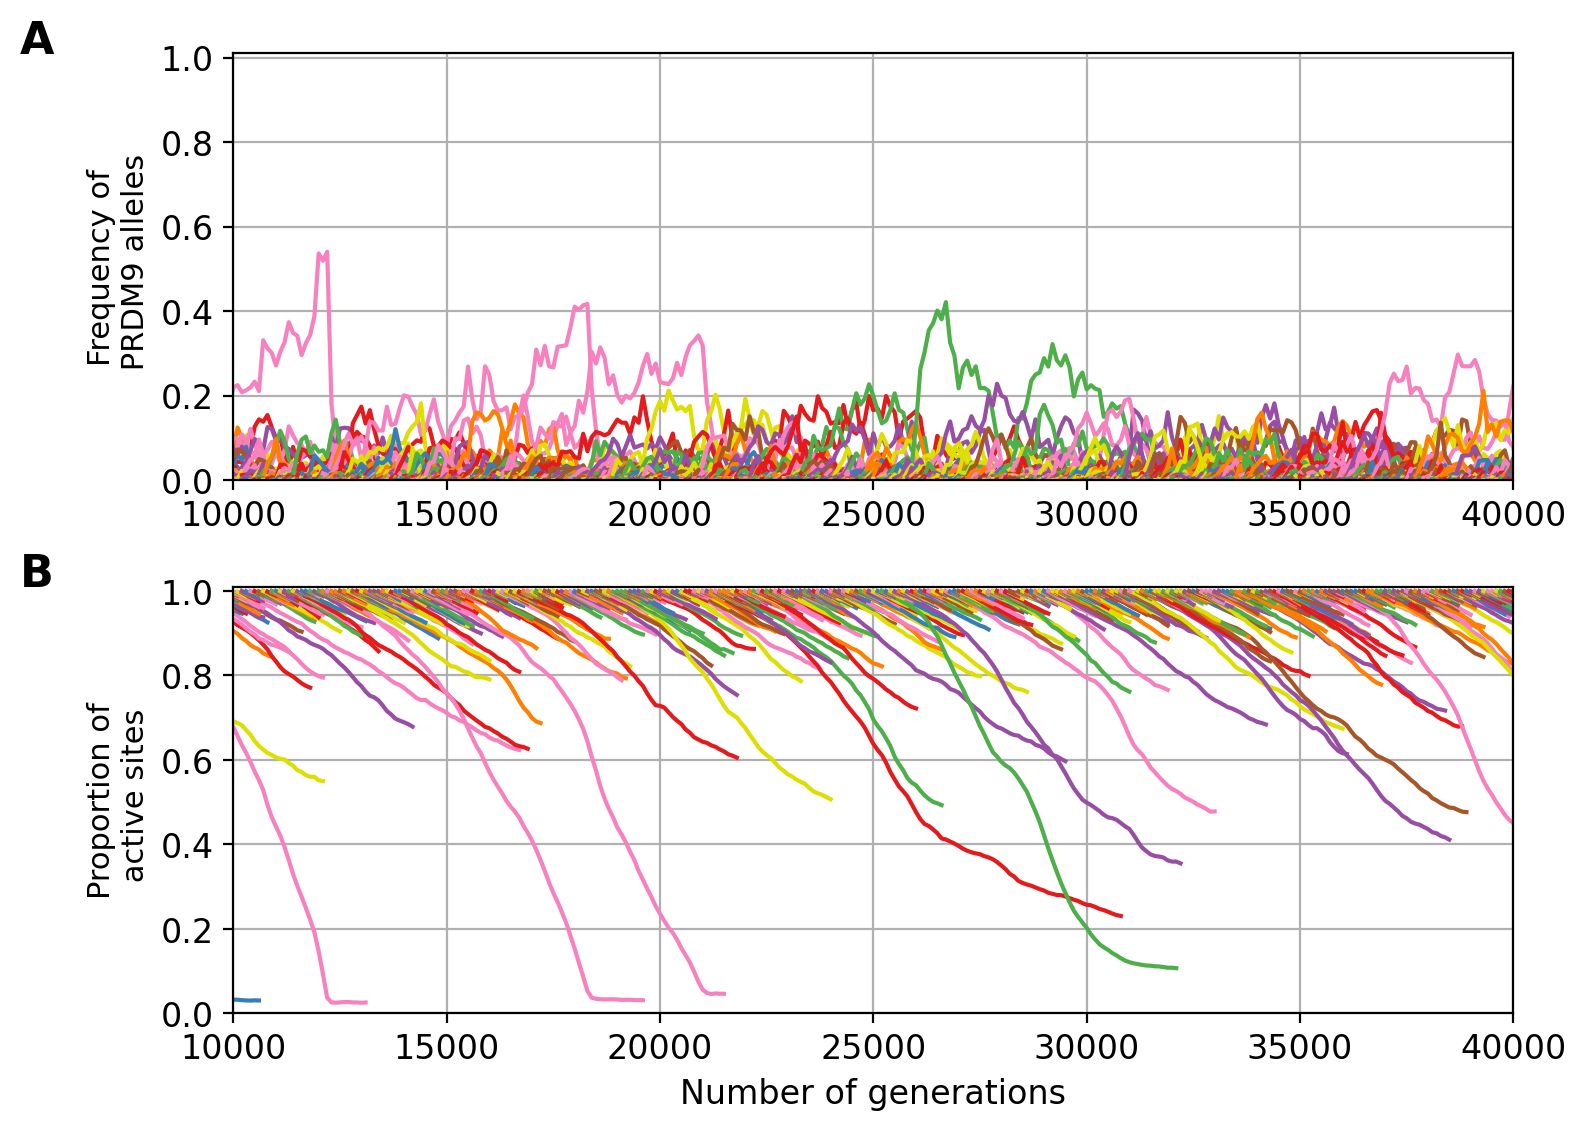 A
Frequency of
PRDM9 alleles
1.0
0.8
0.6
0.4
0.2
0.0
10000 15000 20000 25000 30000 35000 40000
B
Proportion of
active sites
1.0
0.8
0.6
0.4
0.2
0.0
10000 15000 20000 25000 30000 35000 40000
Number of generations